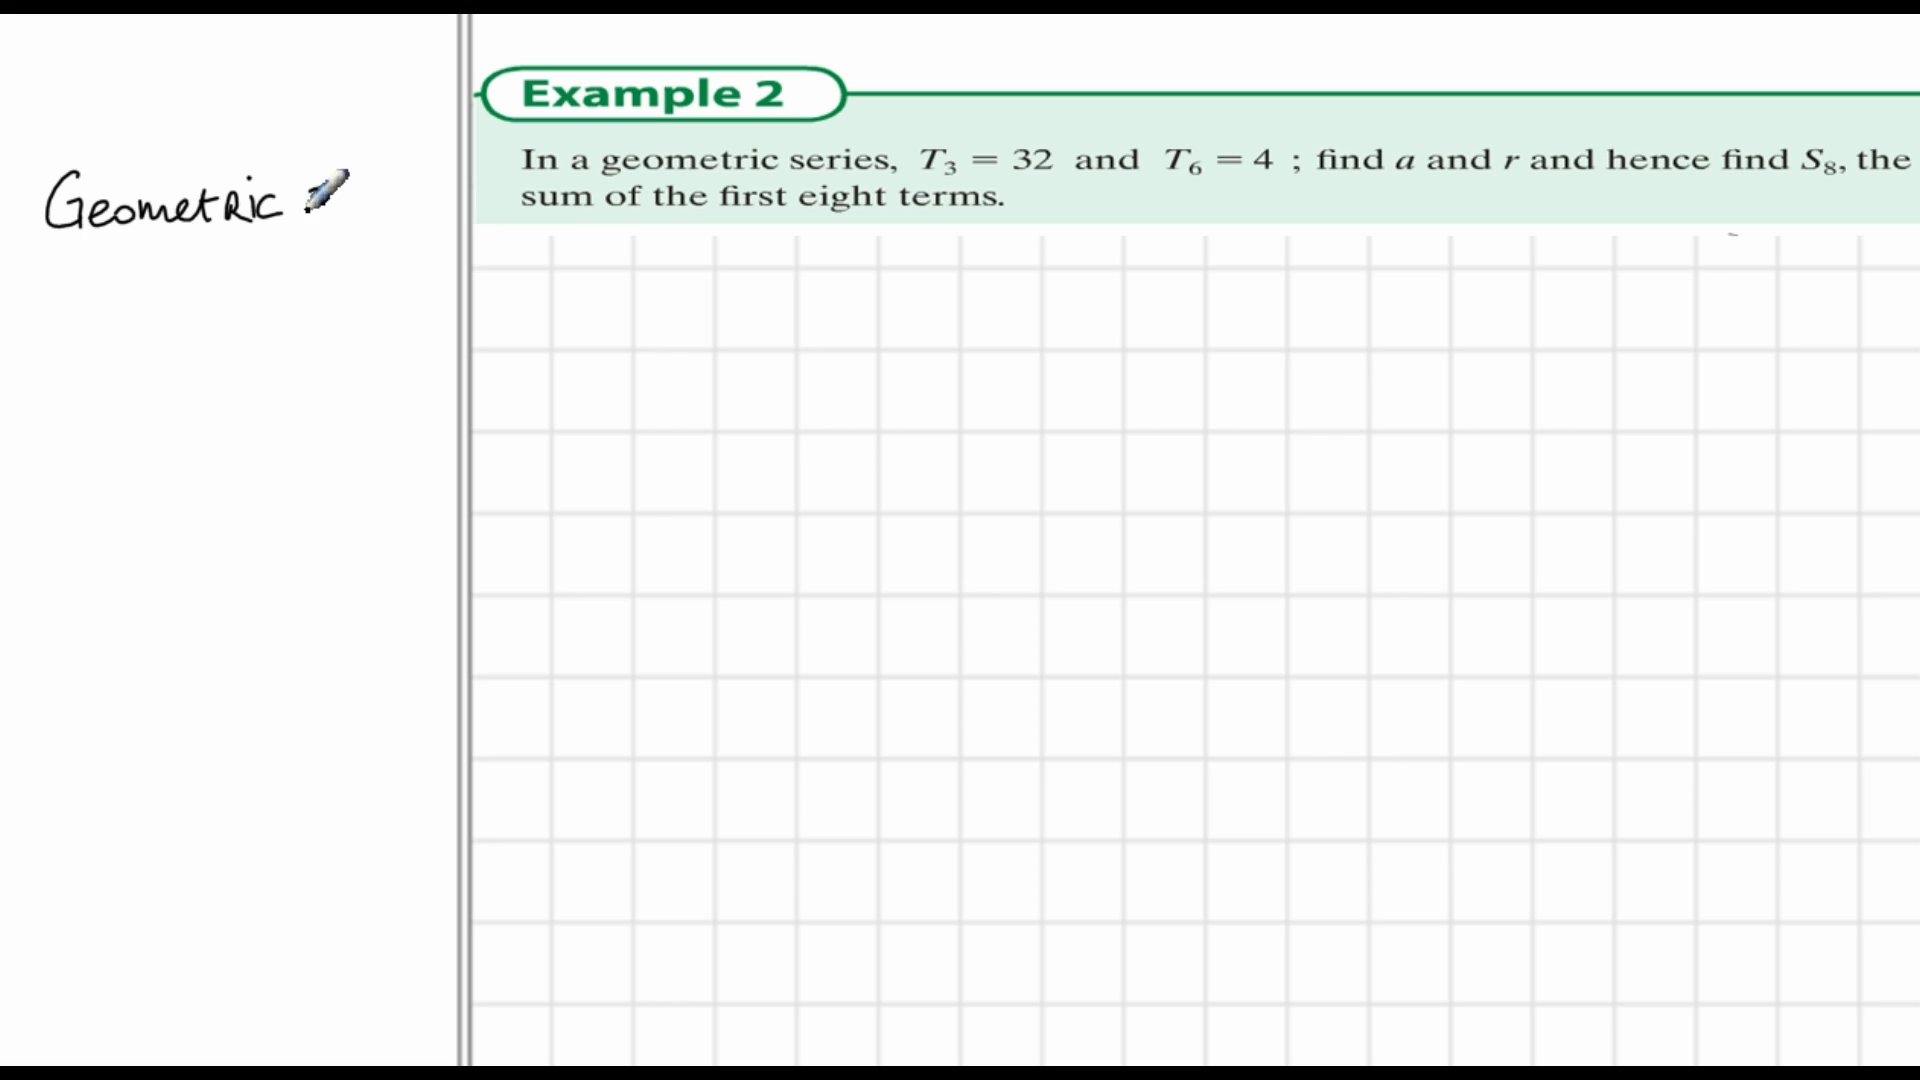 Example 2
In a geometric series, T₃ = 32 and T₆ = 4 ; find a and r and hence find S₈, the
sum of the first eight terms.
Geometric